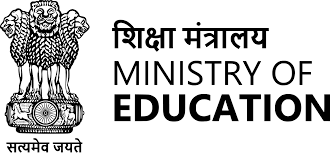 शिक्षा मंत्रालय
MINISTRY OF
EDUCATION
सत्यमेव जयते